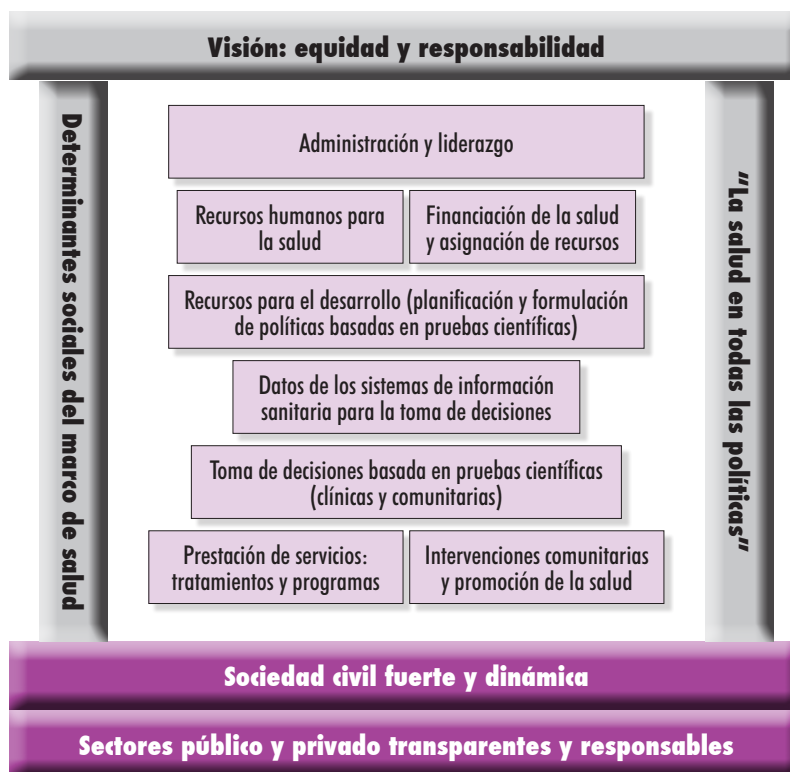 Visión: equidad y responsabilidad
Determinantes sociales del marco de salud
Administración y liderazgo
Recursos humanos para
la salud
Financiación de la salud
y asignación de recursos
Recursos para el desarrollo (planificación y formulación
de políticas basadas en pruebas científicas)
Datos de los sistemas de información
sanitaria para la toma de decisiones
Toma de decisiones basada en pruebas científicas
(clínicas y comunitarias)
Prestación de servicios:
tratamientos y programas
Intervenciones comunitarias
y promoción de la salud
"La salud en todas las políticas"
Sociedad civil fuerte y dinámica
Sectores público y privado transparentes y responsables